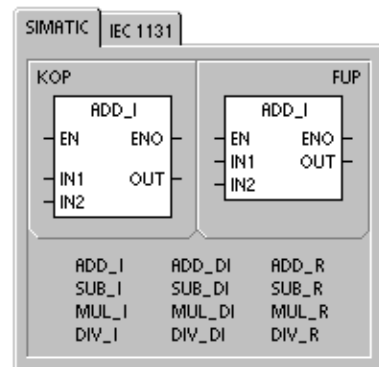 SIMATIC IEC 1131
KOP FUP
ADD_I ADD_I
EN ENO EN ENO
IN1 OUT IN1 OUT
IN2 IN2
ADD_I ADD_DI ADD_R
SUB_I SUB_DI SUB_R
MUL_I MUL_DI MUL_R
DIV_I DIV_DI DIV_R